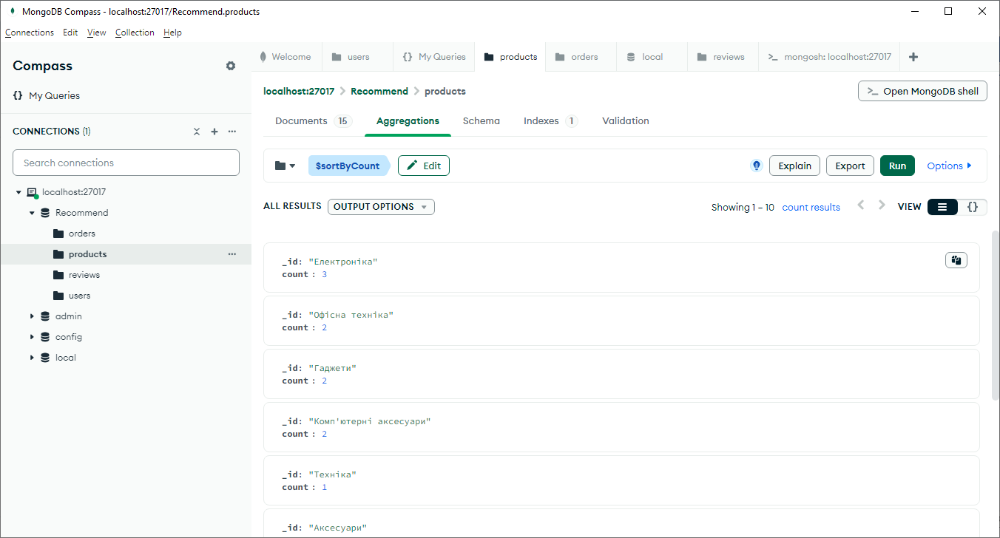 MongoDB Compass - localhost:27017/Recommend.products
Connections Edit View Collection Help
Compass
{} My Queries
CONNECTIONS (1)
Search connections
localhost:27017
Recommend
orders
products
reviews
users
admin
config
local
Welcome users {} My Queries products orders local reviews >_ mongosh: localhost:27017 +
localhost:27017 > Recommend > products
>_ Open MongoDB shell
Documents 15 Aggregations Schema Indexes 1 Validation
$sortByCount Edit Explain Export Run Options
ALL RESULTS OUTPUT OPTIONS Showing 1 – 10 count results VIEW {}
_id: "Електроніка"
count : 3
_id: "Офісна техніка"
count : 2
_id: "Гаджети"
count : 2
_id: "Комп'ютерні аксесуари"
count : 2
_id: "Техніка"
count : 1
_id: "Аксесуари"